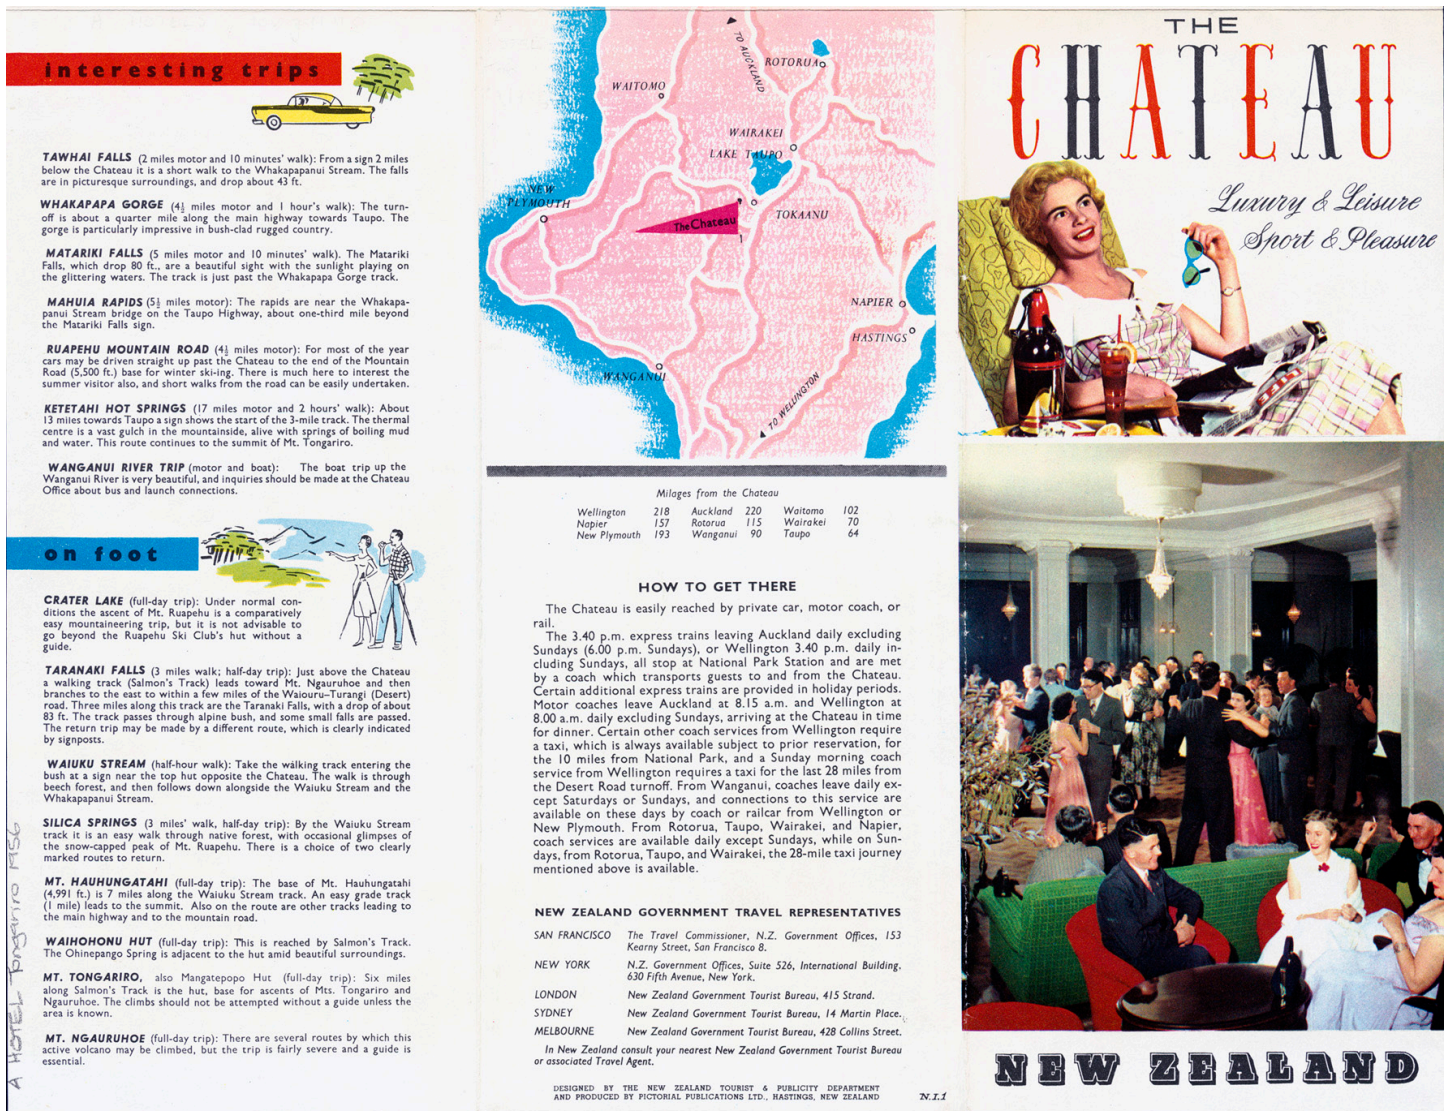 interesting trips
TAWHAI FALLS (2 miles motor and 10 minutes' walk): From a sign 2 miles
below the Chateau it is a short walk to the Whakapapanui Stream. The falls
are in picturesque surroundings, and drop about 43 ft.
WHAKAPAPA GORGE (4½ miles motor and 1 hour's walk): The turn-
off is about a quarter mile along the main highway towards Taupo. The
gorge is particularly impressive in bush-clad rugged country.
MATARIKI FALLS (5 miles motor and 10 minutes' walk). The Matariki
Falls, which drop 80 ft., are a beautiful sight with the sunlight playing on
the glittering waters. The track is just past the Whakapapa Gorge track.
MAHUIA RAPIDS (5½ miles motor): The rapids are near the Whakapa-
panui Stream bridge on the Taupo Highway, about one-third mile beyond
the Matariki Falls sign.
RUAPEHU MOUNTAIN ROAD (4½ miles motor): For most of the year
cars may be driven straight up past the Chateau to the end of the Mountain
Road (5,500 ft.) base for winter ski-ing. There is much here to interest the
summer visitor also, and short walks from the road can be easily undertaken.
KETETAHI HOT SPRINGS (17 miles motor and 2 hours' walk): About
13 miles towards Taupo a sign shows the start of the 3-mile track. The thermal
centre is a vast gulch in the mountainside, alive with springs of boiling mud
and water. This route continues to the summit of Mt. Tongariro.
WANGANUI RIVER TRIP (motor and boat): The boat trip up the
Wanganui River is very beautiful, and inquiries should be made at the Chateau
Office about bus and launch connections.
on foot
CRATER LAKE (full-day trip): Under normal con-
ditions the ascent of Mt. Ruapehu is a comparatively
easy mountaineering trip, but it is not advisable to
go beyond the Ruapehu Ski Club's hut without a
guide.
TARANAKI FALLS (3 miles walk; half-day trip): Just above the Chateau
a walking track (Salmon's Track) leads toward Mt. Ngauruhoe and then
branches to the east to within a few miles of the Waiouru-Turangi (Desert)
road. Three miles along this track are the Taranaki Falls, with a drop of about
83 ft. The track passes through alpine bush, and some small falls are passed.
The return trip may be made by a different route, which is clearly indicated
by signposts.
WAIUKU STREAM (half-hour walk): Take the walking track entering the
bush at a sign near the top hut opposite the Chateau. The walk is through
beech forest, and then follows down alongside the Waiuku Stream and the
Whakapapanui Stream.
SILICA SPRINGS (3 miles' walk, half-day trip): By the Waiuku Stream
track it is an easy walk through native forest, with occasional glimpses of
the snow-capped peak of Mt. Ruapehu. There is a choice of two clearly
marked routes to return.
MT. HAUHUNGATAHI (full-day trip): The base of Mt. Hauhungatahi
(4,991 ft.) is 7 miles along the Waiuku Stream track. An easy grade track
(1 mile) leads to the summit. Also on the route are other tracks leading to
the main highway and to the mountain road.
WAIHOHONU HUT (full-day trip): This is reached by Salmon's Track.
The Ohinepango Spring is adjacent to the hut amid beautiful surroundings.
MT. TONGARIRO, also Mangatepopo Hut (full-day trip): Six miles
along Salmon's Track is the hut, base for ascents of Mts. Tongariro and
Ngauruhoe. The climbs should not be attempted without a guide unless the
area is known.
MT. NGAURUHOE (full-day trip): There are several routes by which this
active volcano may be climbed, but the trip is fairly severe and a guide is
essential.
A HOTEL Tongariro 1956
TO AUCKLAND
ROTORUA
WAITOMO
WAIRAKEI
LAKE TAUPO
NEW
PLYMOUTH
TOKAANU
The Chateau
NAPIER
HASTINGS
WANGANUI
TO WELINGTON
Milages from the Chateau
Wellington 218 Auckland 220 Waitomo 102
Napier 157 Rotorua 115 Wairakei 70
New Plymouth 193 Wanganui 90 Taupo 64
HOW TO GET THERE
The Chateau is easily reached by private car, motor coach, or
rail.
The 3.40 p.m. express trains leaving Auckland daily excluding
Sundays (6.00 p.m. Sundays), or Wellington 3.40 p.m. daily in-
cluding Sundays, all stop at National Park Station and are met
by a coach which transports guests to and from the Chateau.
Certain additional express trains are provided in holiday periods.
Motor coaches leave Auckland at 8.15 a.m. and Wellington at
8.00 a.m. daily excluding Sundays, arriving at the Chateau in time
for dinner. Certain other coach services from Wellington require
a taxi, which is always available subject to prior reservation, for
the 10 miles from National Park, and a Sunday morning coach
service from Wellington requires a taxi for the last 28 miles from
the Desert Road turnoff. From Wanganui, coaches leave daily ex-
cept Saturdays or Sundays, and connections to this service are
available on these days by coach or railcar from Wellington or
New Plymouth. From Rotorua, Taupo, Wairakei, and Napier,
coach services are available daily except Sundays, while on Sun-
days, from Rotorua, Taupo, and Wairakei, the 28-mile taxi journey
mentioned above is available.
NEW ZEALAND GOVERNMENT TRAVEL REPRESENTATIVES
SAN FRANCISCO The Travel Commissioner, N.Z. Government Offices, 153
Kearny Street, San Francisco 8.
NEW YORK N.Z. Government Offices, Suite 526, International Building,
630 Fifth Avenue, New York.
LONDON New Zealand Government Tourist Bureau, 415 Strand.
SYDNEY New Zealand Government Tourist Bureau, 14 Martin Place.
MELBOURNE New Zealand Government Tourist Bureau, 428 Collins Street.
In New Zealand consult your nearest New Zealand Government Tourist Bureau
or associated Travel Agent.
DESIGNED BY THE NEW ZEALAND TOURIST & PUBLICITY DEPARTMENT
AND PRODUCED BY PICTORIAL PUBLICATIONS LTD., HASTINGS, NEW ZEALAND
N.I.1
THE
CHATEAU
Luxury & Leisure
Sport & Pleasure
LIFE
NEW ZEALAND